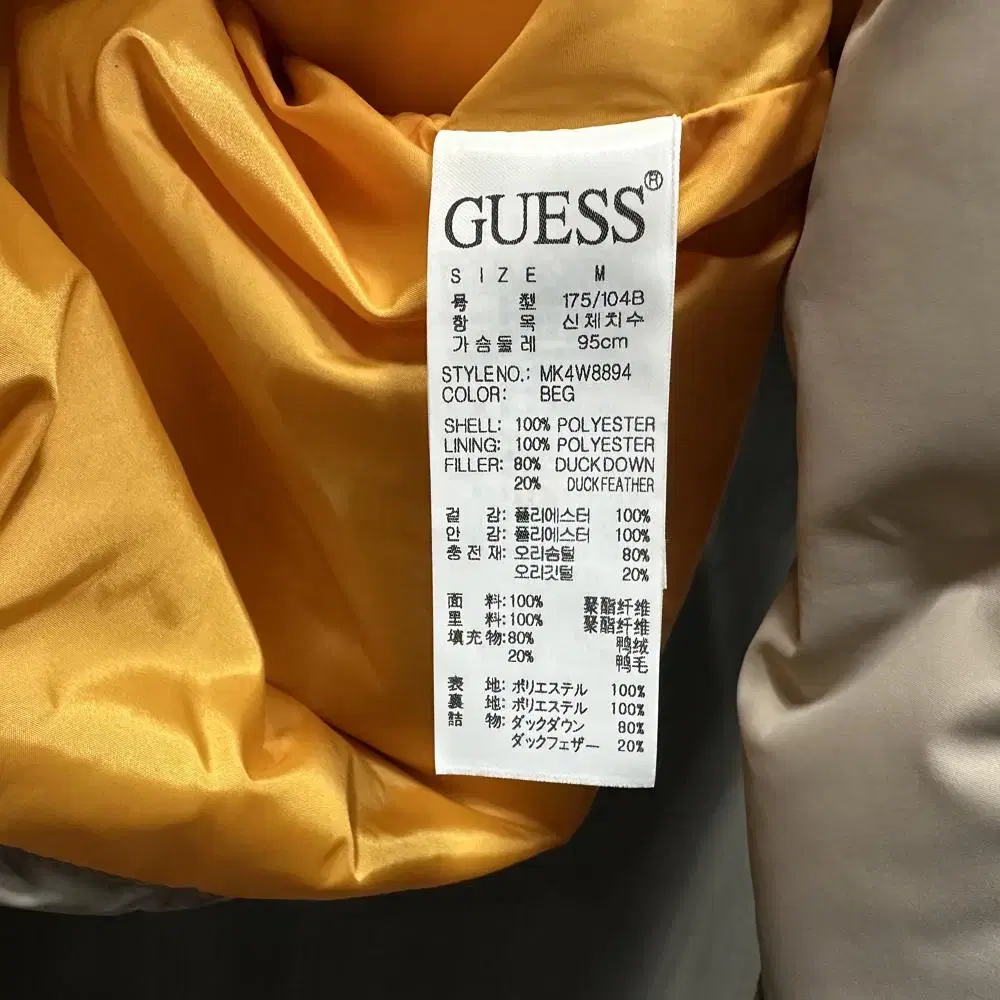 GUESS®
SIZE M
号 型 175/104B
항 목 신체치수
가슴둘레 95cm
STYLE NO.: MK4W8894
COLOR: BEG
SHELL: 100% POLYESTER
LINING: 100% POLYESTER
FILLER: 80% DUCK DOWN
20% DUCK FEATHER
겉 감: 폴리에스터 100%
안 감: 폴리에스터 100%
충전재: 오리솜털 80%
오리깃털 20%
面 料: 100% 聚酯纤维
里 料: 100% 聚酯纤维
填充物: 80% 鸭绒
20% 鸭毛
表 地: ポリエステル 100%
裏 地: ポリエステル 100%
詰 物: ダックダウン 80%
ダックフェザー 20%